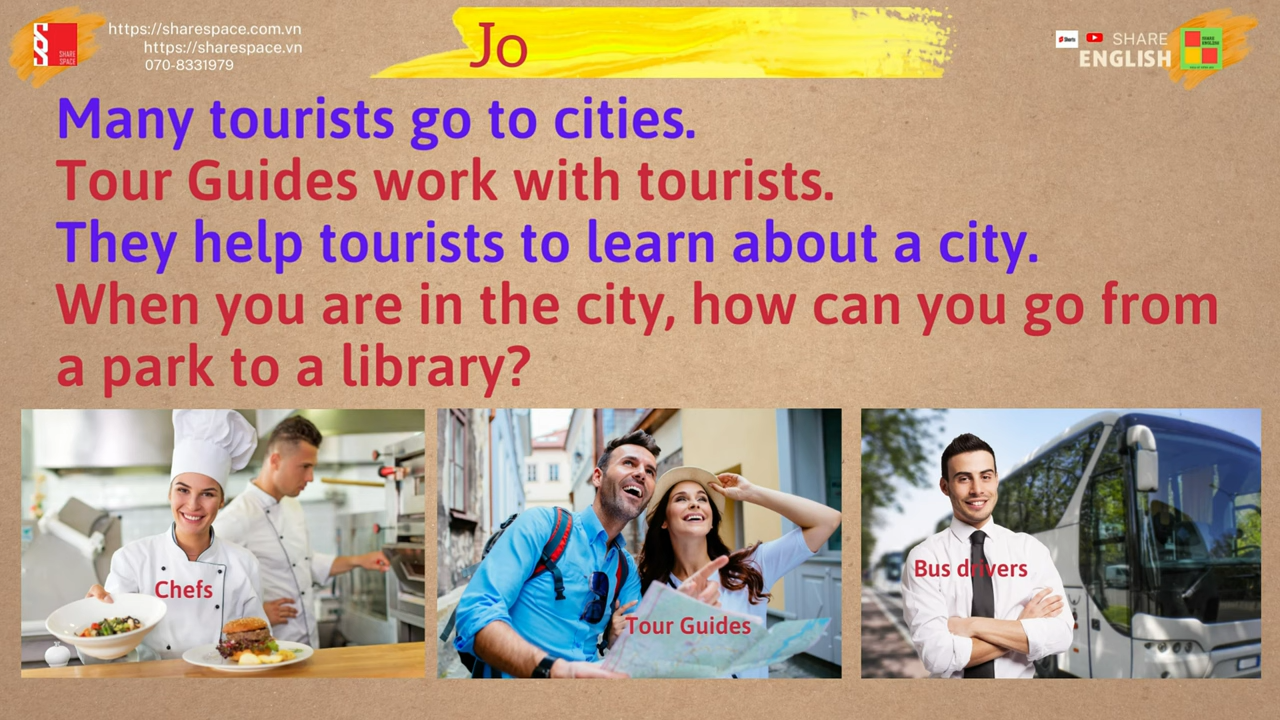 https://sharespace.com.vn
https://sharespace.vn
070-8331979
SHARE
SPACE
Jo
SHARE
ENGLISH
Many tourists go to cities.
Tour Guides work with tourists.
They help tourists to learn about a city.
When you are in the city, how can you go from
a park to a library?
Chefs
Tour Guides
Bus drivers